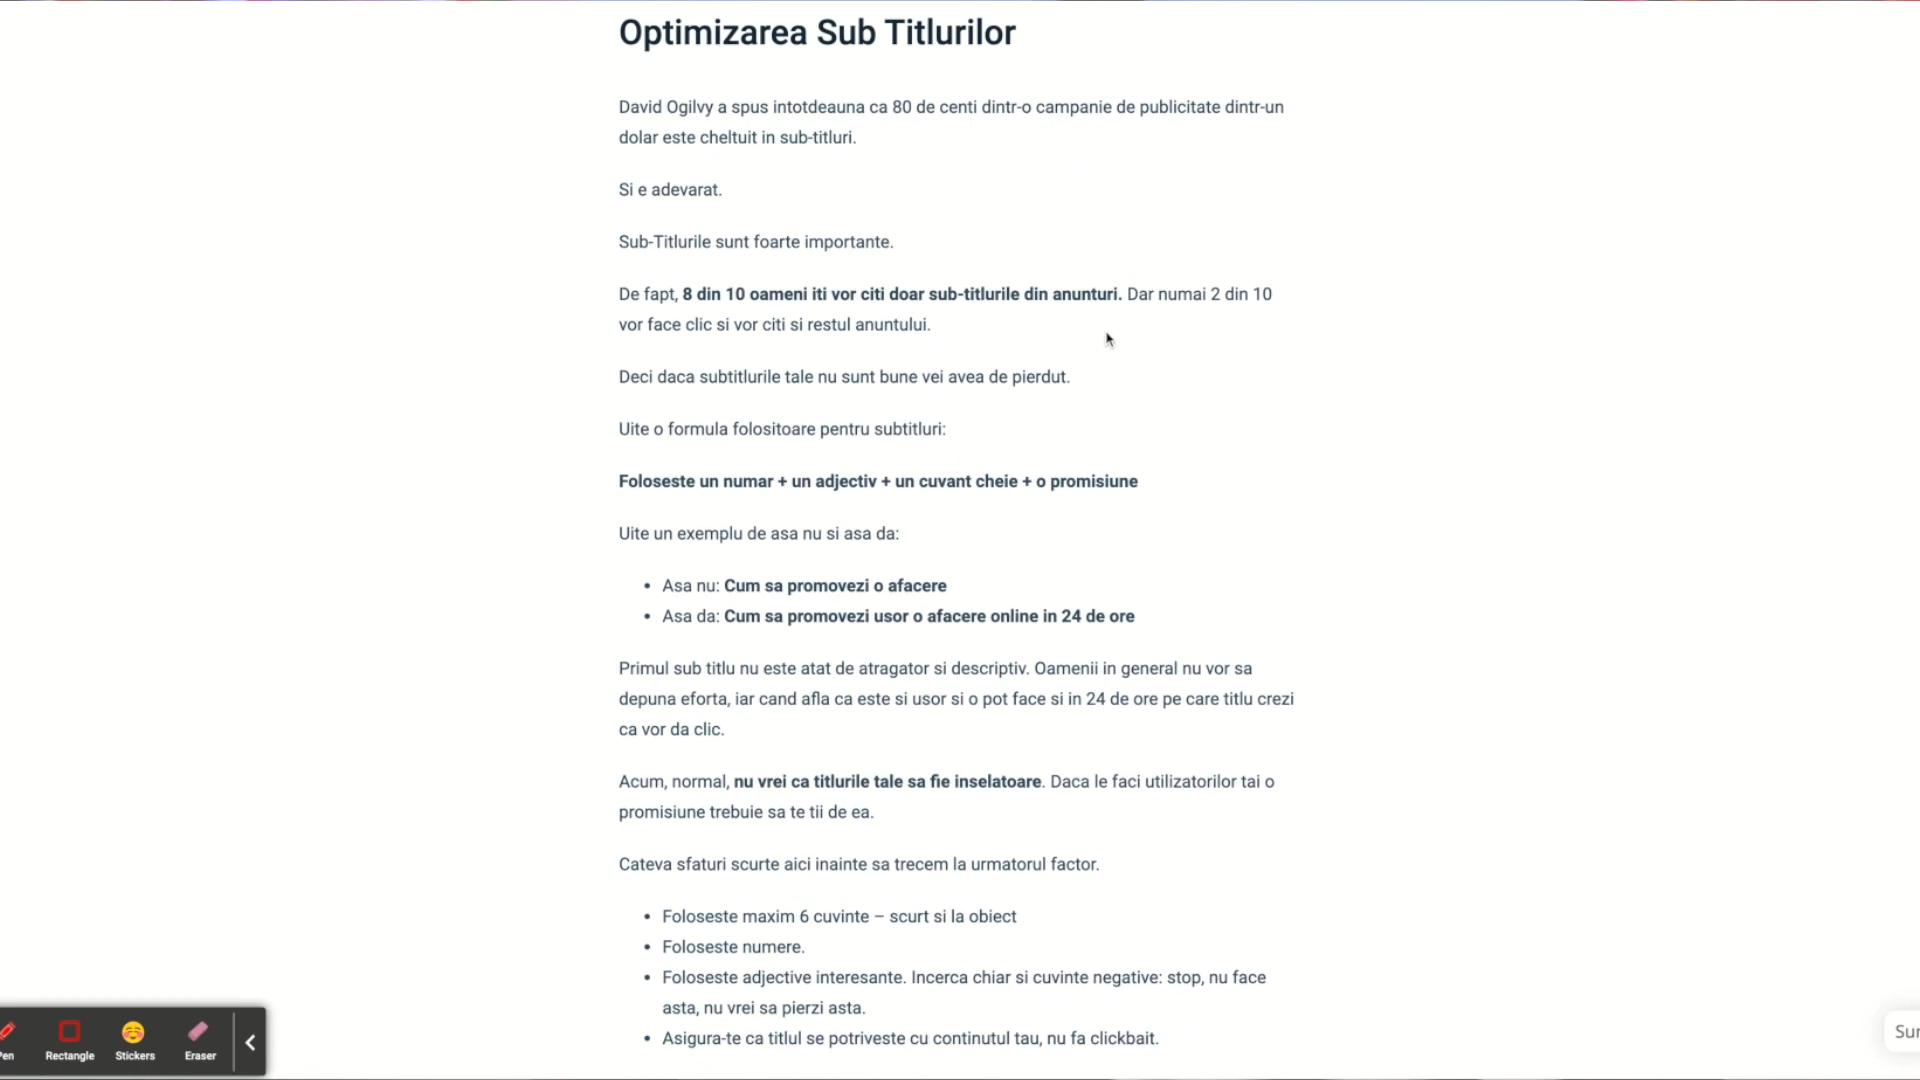 Optimizarea Sub Titlurilor
David Ogilvy a spus intotdeauna ca 80 de centi dintr-o campanie de publicitate dintr-un
dolar este cheltuit in sub-titluri.
Si e adevarat.
Sub-Titlurile sunt foarte importante.
De fapt, 8 din 10 oameni iti vor citi doar sub-titlurile din anunturi. Dar numai 2 din 10
vor face clic si vor citi si restul anuntului.
Deci daca subtitlurile tale nu sunt bune vei avea de pierdut.
Uite o formula folositoare pentru subtitluri:
Foloseste un numar + un adjectiv + un cuvant cheie + o promisiune
Uite un exemplu de asa nu si asa da:
• Asa nu: Cum sa promovezi o afacere
• Asa da: Cum sa promovezi usor o afacere online in 24 de ore
Primul sub titlu nu este atat de atragator si descriptiv. Oamenii in general nu vor sa
depuna eforta, iar cand afla ca este si usor si o pot face si in 24 de ore pe care titlu crezi
ca vor da clic.
Acum, normal, nu vrei ca titlurile tale sa fie inselatoare. Daca le faci utilizatorilor tai o
promisiune trebuie sa te tii de ea.
Cateva sfaturi scurte aici inainte sa trecem la urmatorul factor.
• Foloseste maxim 6 cuvinte – scurt si la obiect
• Foloseste numere.
• Foloseste adjective interesante. Incerca chiar si cuvinte negative: stop, nu face
asta, nu vrei sa pierzi asta.
• Asigura-te ca titlul se potriveste cu continutul tau, nu fa clickbait.
Pen Rectangle Stickers Eraser